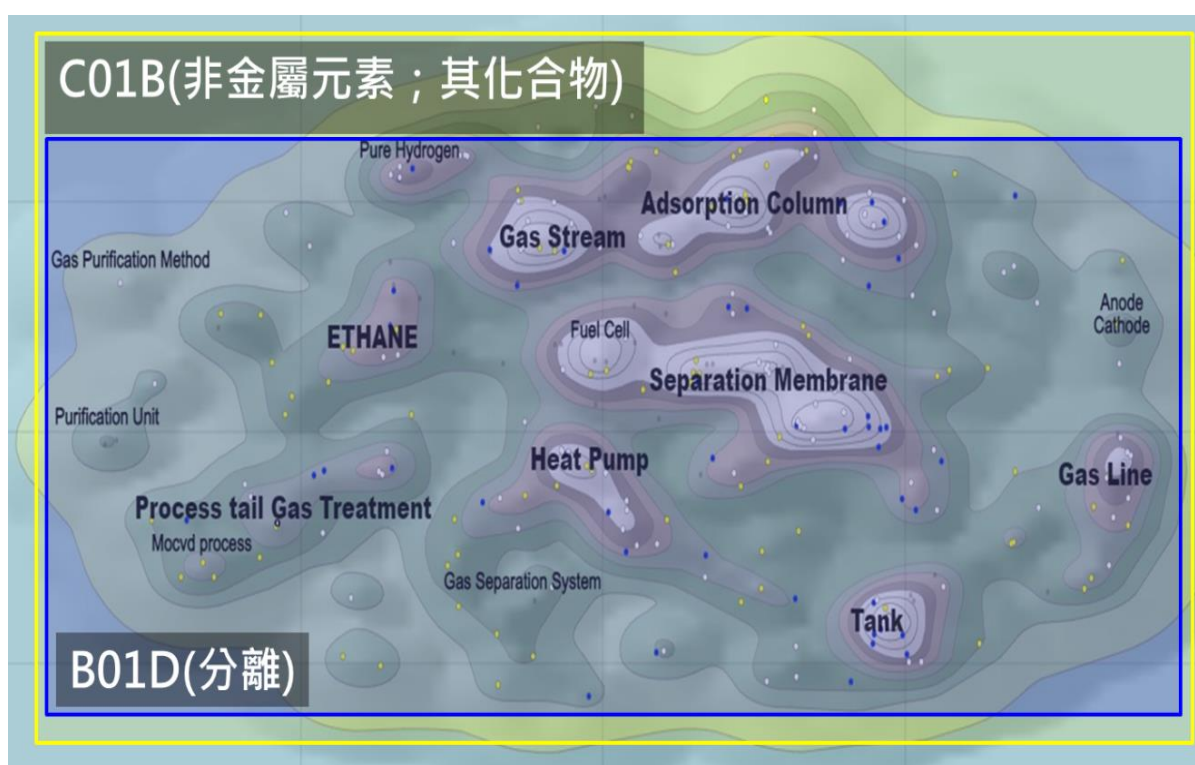 C01B(非金屬元素；其化合物)
Pure Hydrogen
Adsorption Column
Gas Stream
Gas Purification Method
Anode
Cathode
ETHANE
Fuel Cell
Separation Membrane
Purification Unit
Heat Pump
Gas Line
Process tail Gas Treatment
Mocvd process
Gas Separation System
Tank
B01D(分離)